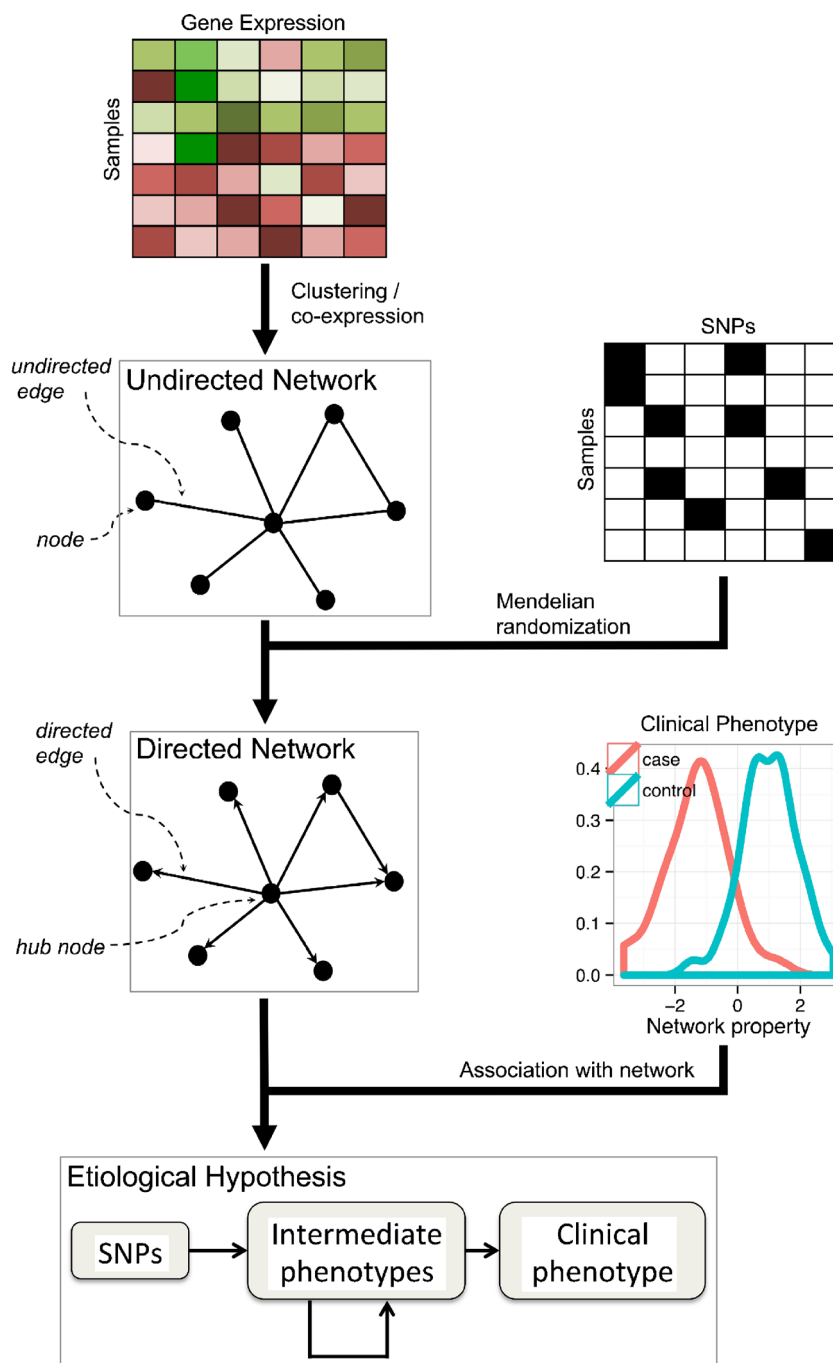 Gene Expression
Samples
Clustering /
co-expression
SNPs
Samples
undirected
edge
Undirected Network
node
Mendelian
randomization
directed
edge
Directed Network
hub node
Clinical Phenotype
case
control
0.4
0.3
0.2
0.1
0.0
−2 0 2
Network property
Association with network
Etiological Hypothesis
SNPs
Intermediate
phenotypes
Clinical
phenotype